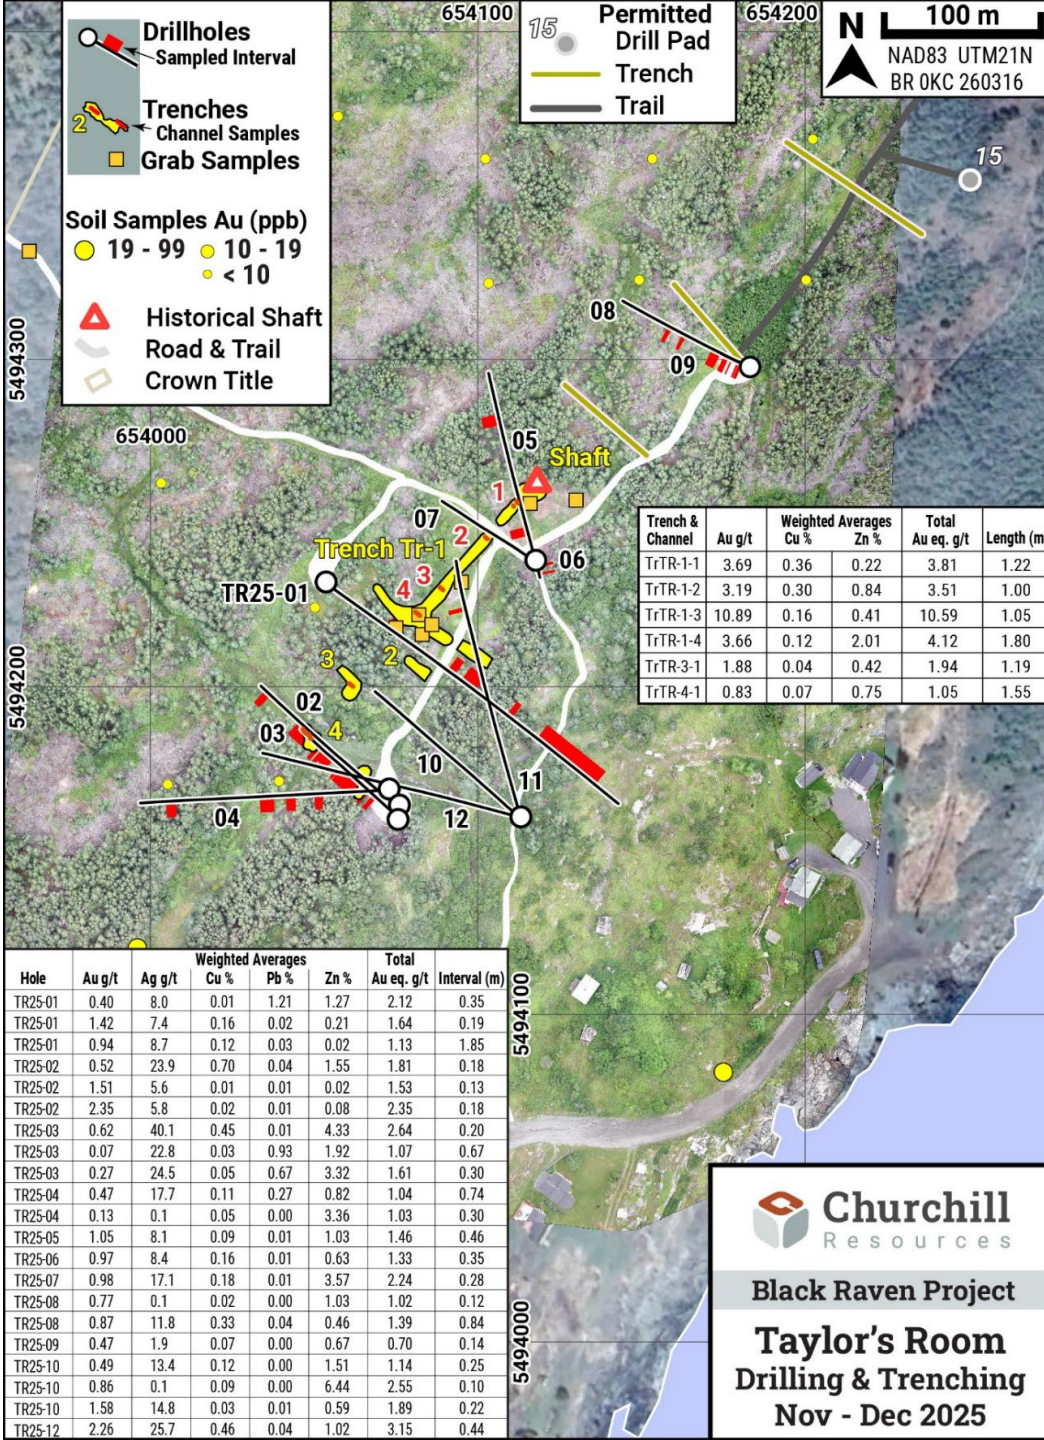 654100
654200
Drillholes
Sampled Interval
2
Trenches
Channel Samples
Grab Samples
Soil Samples Au (ppb)
19 - 99
10 - 19
< 10
Historical Shaft
Road & Trail
Crown Title
15
Permitted
Drill Pad
Trench
Trail
N
100 m
NAD83 UTM21N
BR 0KC 260316
15
5494300
654000
08
09
05
Shaft
1
07
2
06
Trench Tr-1
3
4
TR25-01
3
2
5494200
02
03
4
10
11
04
12
Trench & Channel Au g/t Weighted Averages Cu % Zn % Total Au eq. g/t Length (m
TrTR-1-1 3.69 0.36 0.22 3.81 1.22
TrTR-1-2 3.19 0.30 0.84 3.51 1.00
TrTR-1-3 10.89 0.16 0.41 10.59 1.05
TrTR-1-4 3.66 0.12 2.01 4.12 1.80
TrTR-3-1 1.88 0.04 0.42 1.94 1.19
TrTR-4-1 0.83 0.07 0.75 1.05 1.55
Weighted Averages Total
Hole Au g/t Ag g/t Cu % Pb % Zn % Au eq. g/t Interval (m)
TR25-01 0.40 8.0 0.01 1.21 1.27 2.12 0.35
TR25-01 1.42 7.4 0.16 0.02 0.21 1.64 0.19
TR25-01 0.94 8.7 0.12 0.03 0.02 1.13 1.85
TR25-02 0.52 23.9 0.70 0.04 1.55 1.81 0.18
TR25-02 1.51 5.6 0.01 0.01 0.02 1.53 0.13
TR25-02 2.35 5.8 0.02 0.01 0.08 2.35 0.18
TR25-03 0.62 40.1 0.45 0.01 4.33 2.64 0.20
TR25-03 0.07 22.8 0.03 0.93 1.92 1.07 0.67
TR25-03 0.27 24.5 0.05 0.67 3.32 1.61 0.30
TR25-04 0.47 17.7 0.11 0.27 0.82 1.04 0.74
TR25-04 0.13 0.1 0.05 0.00 3.36 1.03 0.30
TR25-05 1.05 8.1 0.09 0.01 1.03 1.46 0.46
TR25-06 0.97 8.4 0.16 0.01 0.63 1.33 0.35
TR25-07 0.98 17.1 0.18 0.01 3.57 2.24 0.28
TR25-08 0.77 0.1 0.02 0.00 1.03 1.02 0.12
TR25-08 0.87 11.8 0.33 0.04 0.46 1.39 0.84
TR25-09 0.47 1.9 0.07 0.00 0.67 0.70 0.14
TR25-10 0.49 13.4 0.12 0.00 1.51 1.14 0.25
TR25-10 0.86 0.1 0.09 0.00 6.44 2.55 0.10
TR25-10 1.58 14.8 0.03 0.01 0.59 1.89 0.22
TR25-12 2.26 25.7 0.46 0.04 1.02 3.15 0.44
5494100
5494000
Churchill
Resources
Black Raven Project
Taylor's Room
Drilling & Trenching
Nov - Dec 2025